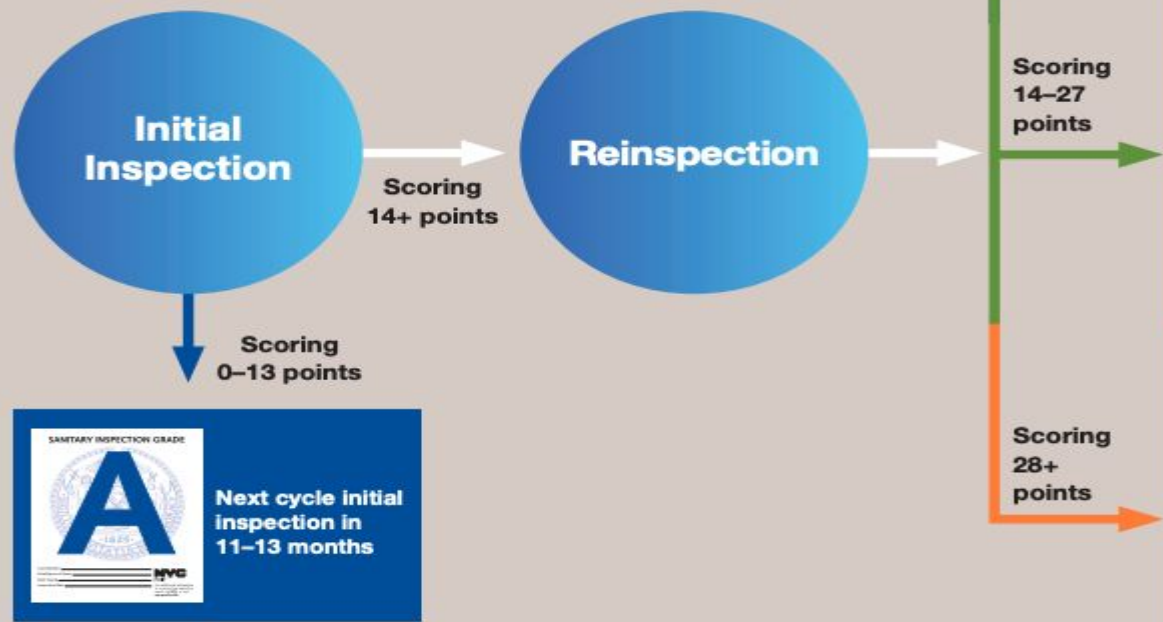 Initial
Inspection
Scoring
14+ points
Reinspection
Scoring
14–27
points
Scoring
0–13 points
SANITARY INSPECTION GRADE
A
NYC
Next cycle initial
inspection in
11–13 months
Scoring
28+
points